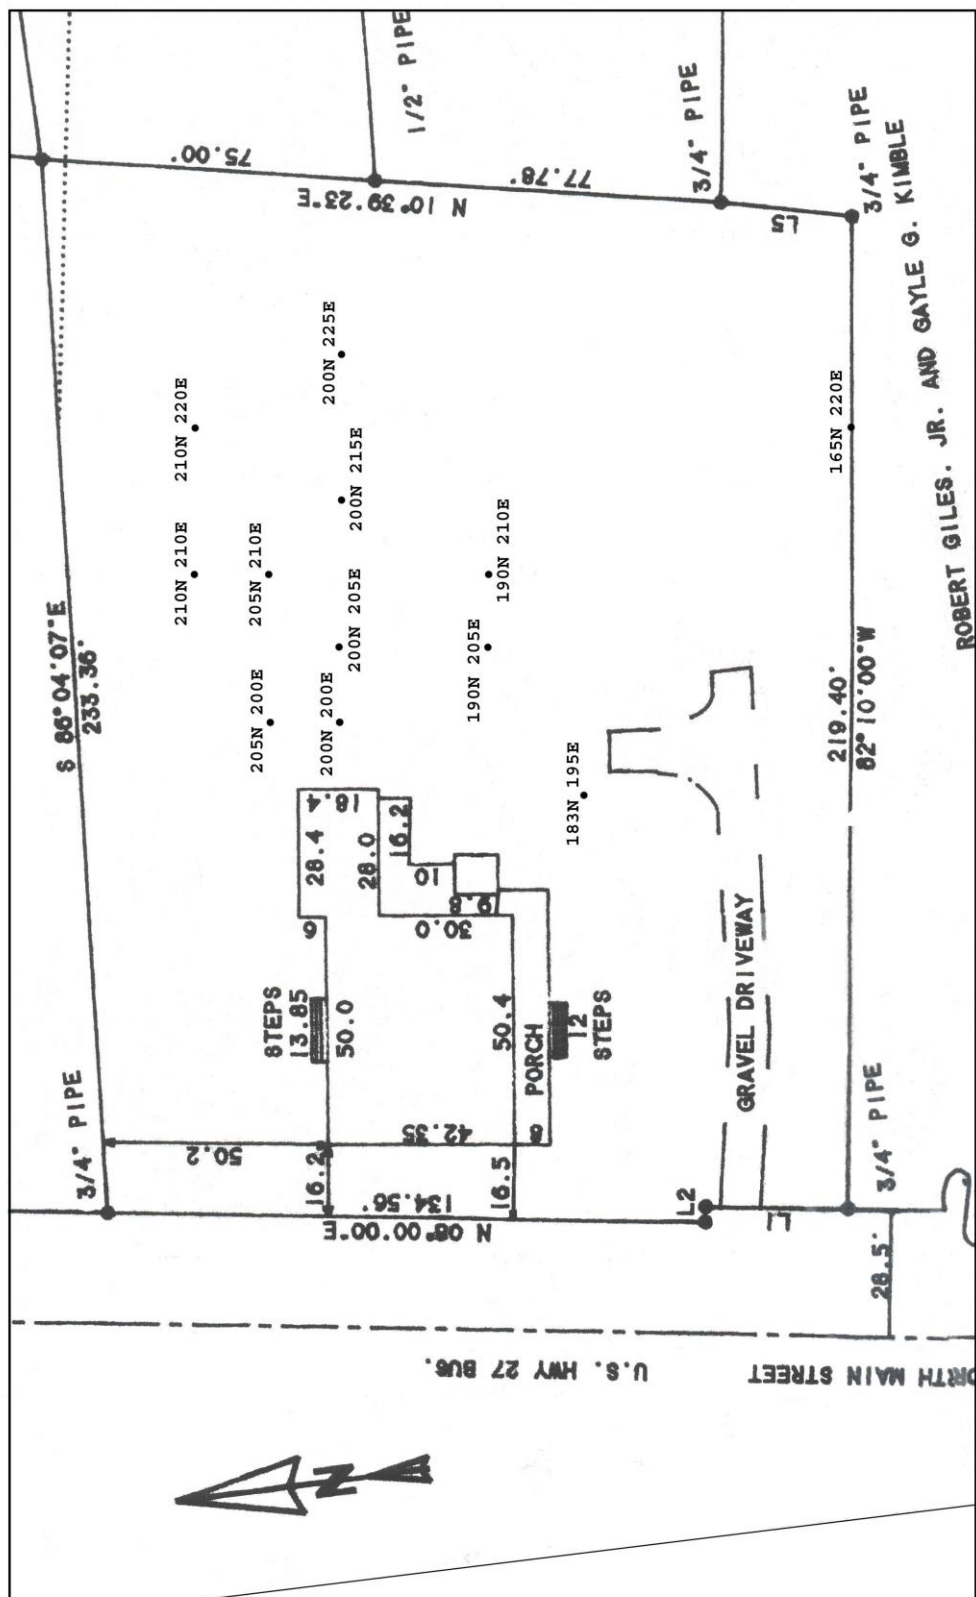 1/2" PIPE
3/4" PIPE
3/4" PIPE
75.00'
N 10°39'23"E
77.78'
L5
ROBERT GILES. JR. AND GAYLE G. KIMBLE
200N 225E
210N 220E
165N 220E
200N 215E
210N 210E
205N 210E
190N 210E
200N 205E
190N 205E
S 86°04'07"E
233.36'
205N 200E
200N 200E
183N 195E
219.40'
82°10'00"W
18.4
28.4
28.0
16.2
10
9.8
6
30.0
STEPS
13.85
50.0
50.4
PORCH
12
STEPS
GRAVEL DRIVEWAY
3/4" PIPE
50.2
42.35
8
16.2
16.5
134.56'
N 08°00'00"E
L2
L1
3/4" PIPE
28.5'
U.S. HWY 27 BUS.
ORTH MAIN STREET
N